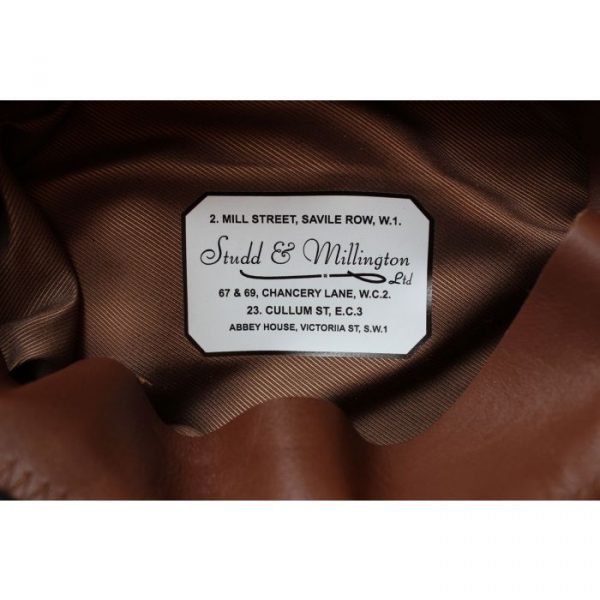 2. MILL STREET, SAVILE ROW, W.1.
Studd & Millington
Ltd
67 & 69, CHANCERY LANE, W.C.2.
23. CULLUM ST, E.C.3
ABBEY HOUSE, VICTORIIA ST, S.W.1